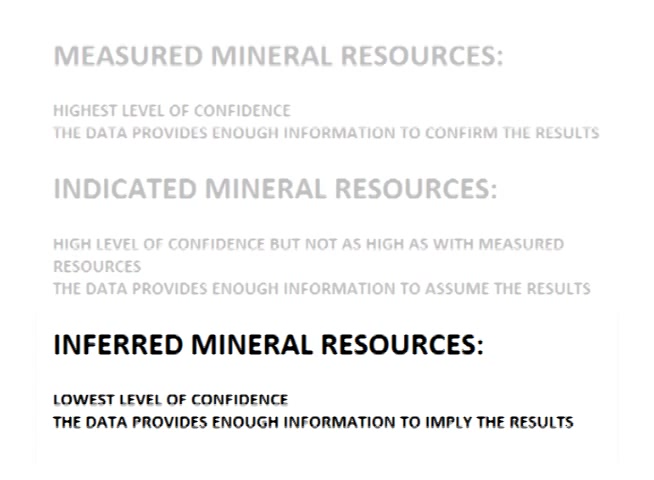 MEASURED MINERAL RESOURCES:
HIGHEST LEVEL OF CONFIDENCE
THE DATA PROVIDES ENOUGH INFORMATION TO CONFIRM THE RESULTS
INDICATED MINERAL RESOURCES:
HIGH LEVEL OF CONFIDENCE BUT NOT AS HIGH AS WITH MEASURED
RESOURCES
THE DATA PROVIDES ENOUGH INFORMATION TO ASSUME THE RESULTS
INFERRED MINERAL RESOURCES:
LOWEST LEVEL OF CONFIDENCE
THE DATA PROVIDES ENOUGH INFORMATION TO IMPLY THE RESULTS